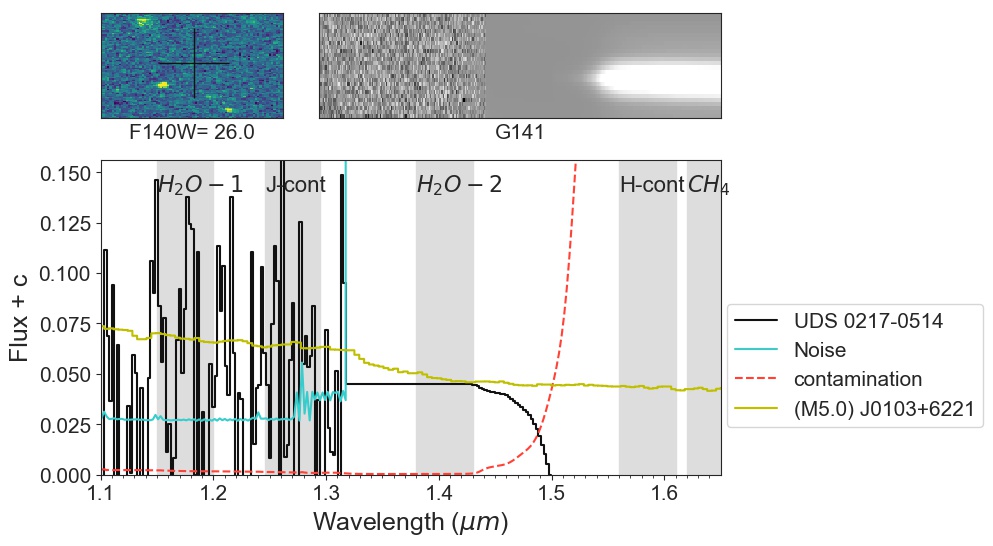 F140W= 26.0
G141
0.150
0.125
0.100
0.075
0.050
0.025
0.000
Flux + c
H₂O − 1
J-cont
H₂O − 2
H-cont
CH₄
1.1
1.2
1.3
1.4
1.5
1.6
Wavelength (μm)
UDS 0217-0514
Noise
contamination
(M5.0) J0103+6221